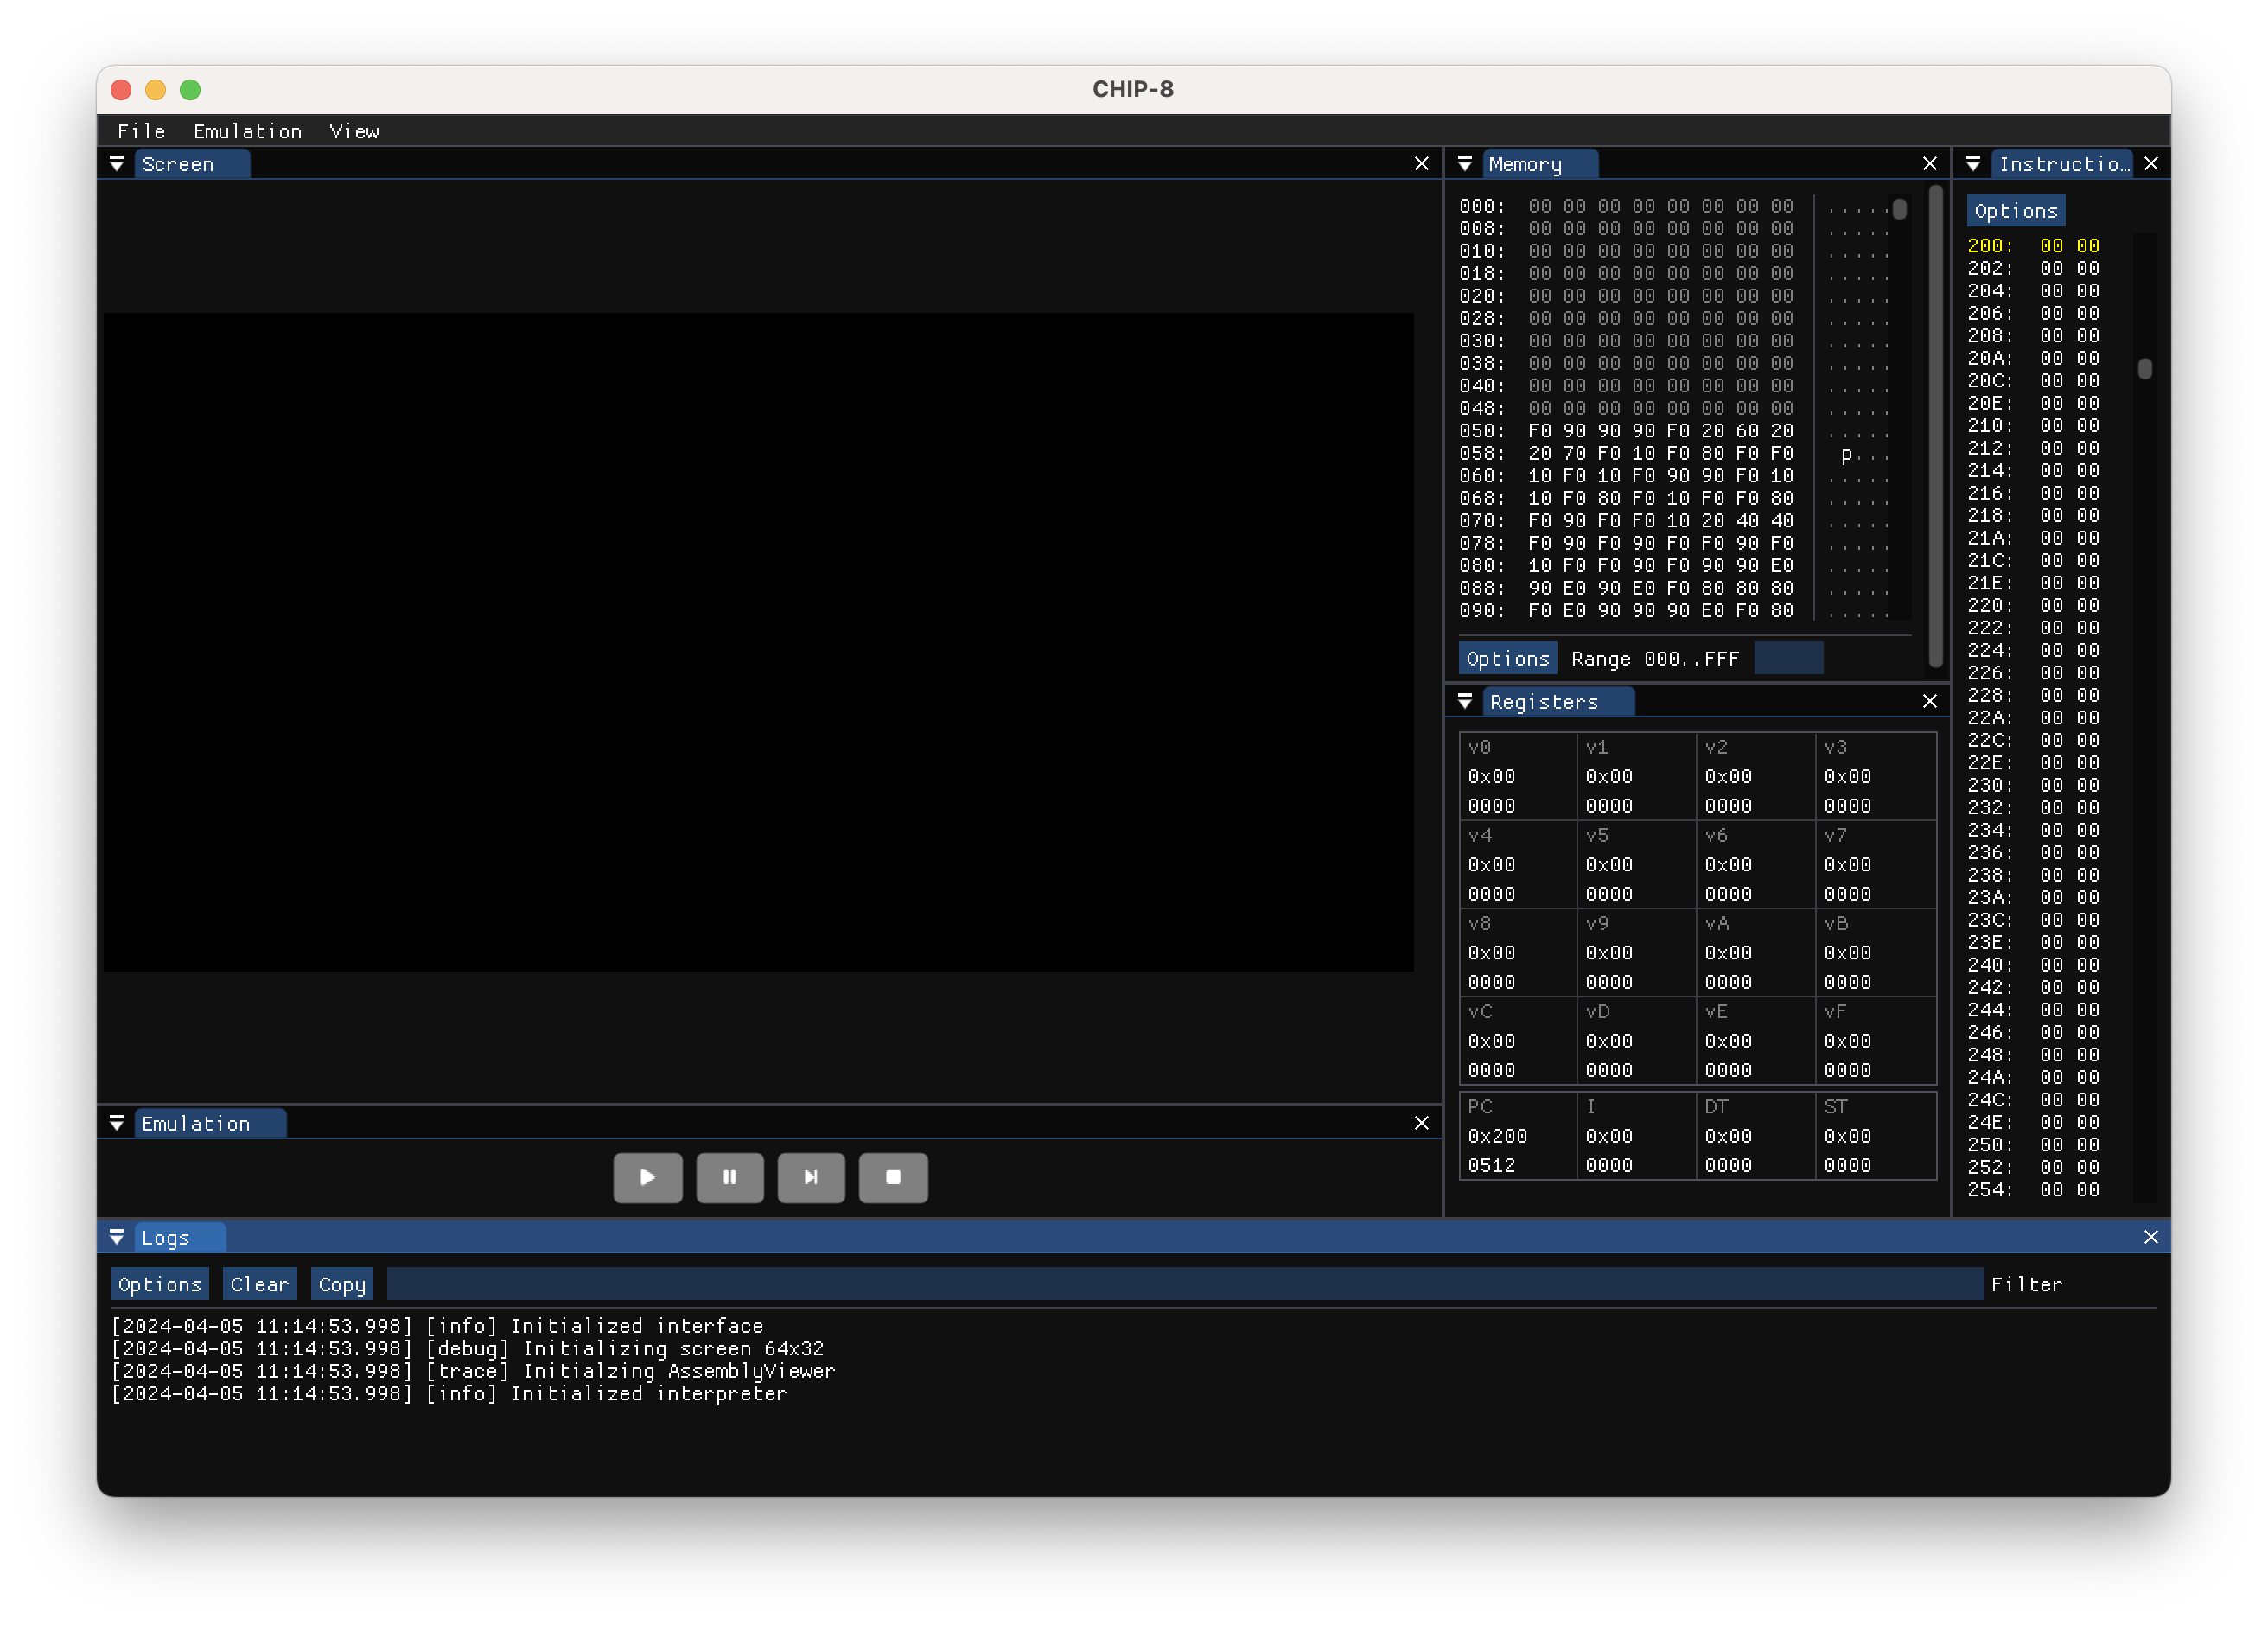 CHIP-8
File Emulation View
Screen
Memory
000: 00 00 00 00 00 00 00 00 .....
008: 00 00 00 00 00 00 00 00 .....
010: 00 00 00 00 00 00 00 00 .....
018: 00 00 00 00 00 00 00 00 .....
020: 00 00 00 00 00 00 00 00 .....
028: 00 00 00 00 00 00 00 00 .....
030: 00 00 00 00 00 00 00 00 .....
038: 00 00 00 00 00 00 00 00 .....
040: 00 00 00 00 00 00 00 00 .....
048: 00 00 00 00 00 00 00 00 .....
050: F0 90 90 90 F0 20 60 20 .....
058: 20 70 F0 10 F0 80 F0 F0 p...
060: 10 F0 10 F0 90 90 F0 10 .....
068: 10 F0 80 F0 10 F0 F0 80 .....
070: F0 90 F0 F0 10 20 40 40 .....
078: F0 90 F0 90 F0 F0 90 F0 .....
080: 10 F0 F0 90 F0 90 90 E0 .....
088: 90 E0 90 E0 F0 80 80 80 .....
090: F0 E0 90 90 90 E0 F0 80 .....
Options Range 000..FFF
Registers
v0 v1 v2 v3
0x00 0x00 0x00 0x00
0000 0000 0000 0000
v4 v5 v6 v7
0x00 0x00 0x00 0x00
0000 0000 0000 0000
v8 v9 vA vB
0x00 0x00 0x00 0x00
0000 0000 0000 0000
vC vD vE vF
0x00 0x00 0x00 0x00
0000 0000 0000 0000
PC I DT ST
0x200 0x00 0x00 0x00
0512 0000 0000 0000
Instructio…
Options
200: 00 00
202: 00 00
204: 00 00
206: 00 00
208: 00 00
20A: 00 00
20C: 00 00
20E: 00 00
210: 00 00
212: 00 00
214: 00 00
216: 00 00
218: 00 00
21A: 00 00
21C: 00 00
21E: 00 00
220: 00 00
222: 00 00
224: 00 00
226: 00 00
228: 00 00
22A: 00 00
22C: 00 00
22E: 00 00
230: 00 00
232: 00 00
234: 00 00
236: 00 00
238: 00 00
23A: 00 00
23C: 00 00
23E: 00 00
240: 00 00
242: 00 00
244: 00 00
246: 00 00
248: 00 00
24A: 00 00
24C: 00 00
24E: 00 00
250: 00 00
252: 00 00
254: 00 00
Emulation
Logs
Options Clear Copy Filter
[2024-04-05 11:14:53.998] [info] Initialized interface
[2024-04-05 11:14:53.998] [debug] Initializing screen 64x32
[2024-04-05 11:14:53.998] [trace] Initialzing AssemblyViewer
[2024-04-05 11:14:53.998] [info] Initialized interpreter